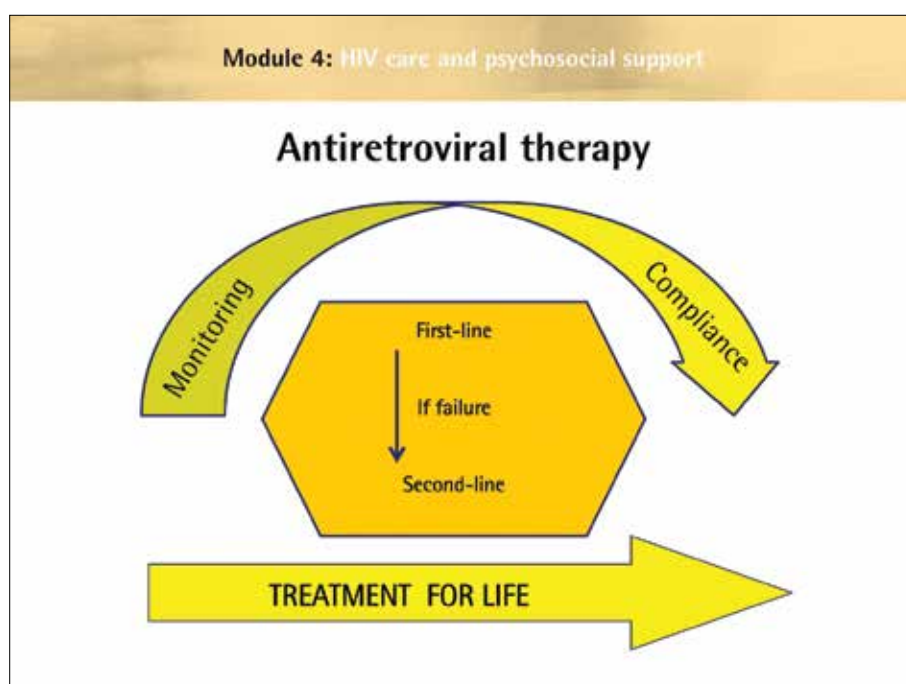 Module 4: HIV care and psychosocial support
Antiretroviral therapy
Monitoring
Compliance
First-line
If failure
Second-line
TREATMENT FOR LIFE